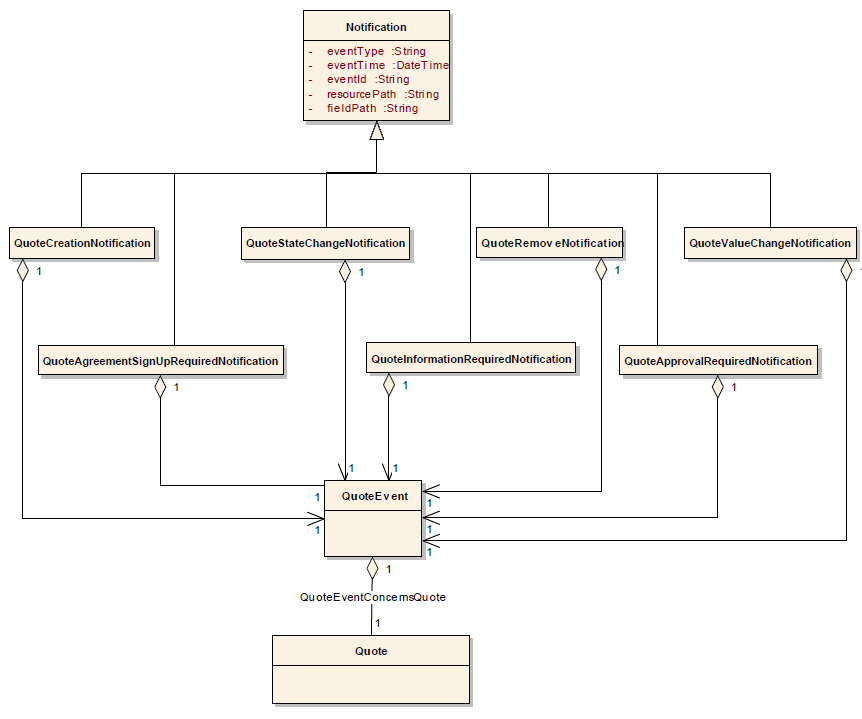 Notification
- eventType :String
- eventTime :DateTime
- eventId :String
- resourcePath :String
- fieldPath :String
QuoteCreationNotification
QuoteStateChangeNotification
QuoteRemoveNotification
QuoteValueChangeNotification
1
1
1
1
QuoteAgreementSignUpRequiredNotification
QuoteInformationRequiredNotification
QuoteApprovalRequiredNotification
1
1
1
1
1
1
QuoteEvent
1
1
1
1
1
QuoteEventConcernsQuote
1
Quote